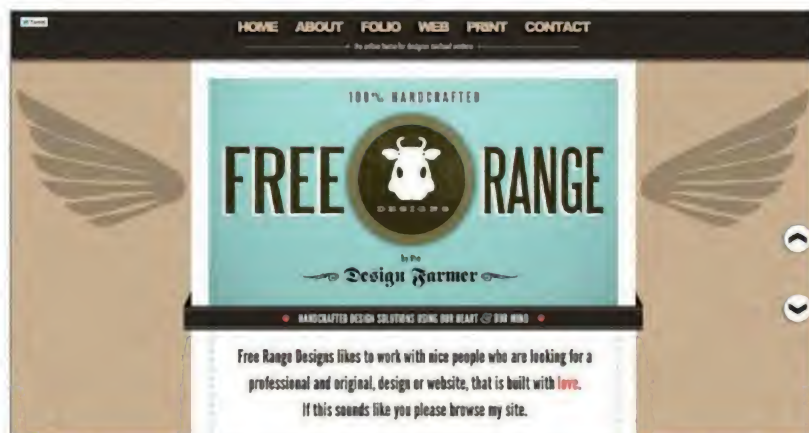 Tweet
HOME ABOUT FOLIO WEB PRINT CONTACT
100% HANDCRAFTED
FREE RANGE
DESIGNS
by the
Design Farmer
HANDCRAFTED DESIGN SOLUTIONS USING OUR HEART & OUR MIND
Free Range Designs likes to work with nice people who are looking for a
professional and original, design or website, that is built with love.
If this sounds like you please browse my site.